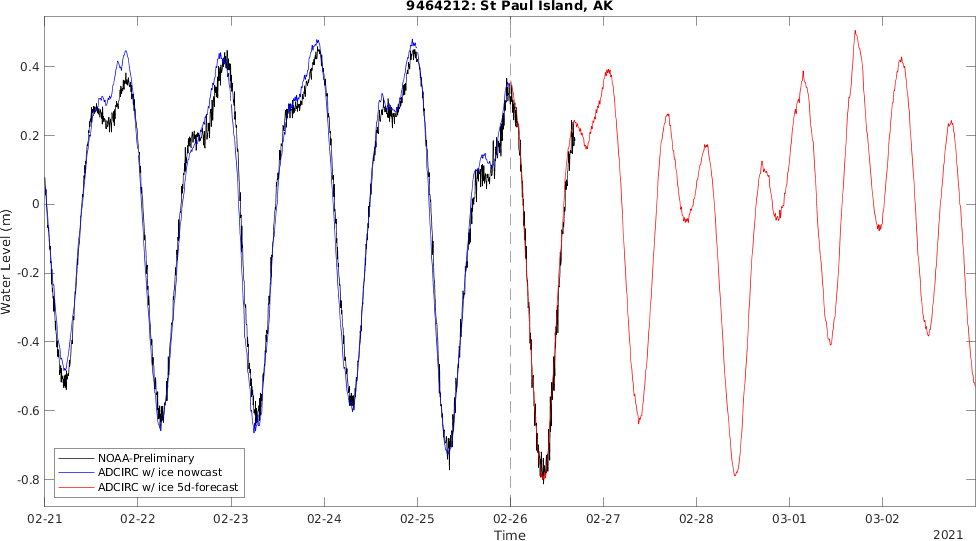 9464212: St Paul Island, AK
Water Level (m)
0.4
0.2
0
-0.2
-0.4
-0.6
-0.8
NOAA-Preliminary
ADCIRC w/ ice nowcast
ADCIRC w/ ice 5d-forecast
02-21 02-22 02-23 02-24 02-25 02-26 02-27 02-28 03-01 03-02
Time
2021